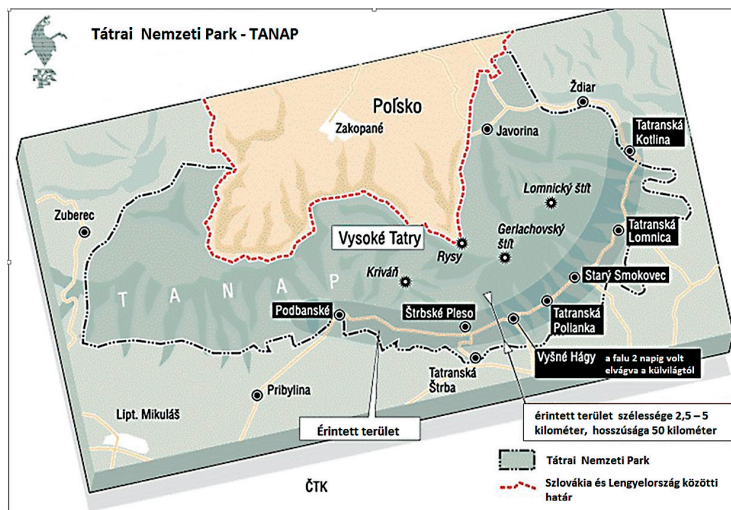 Tátrai Nemzeti Park - TANAP
Poľsko
Zakopané
Ždiar
Javorina
Tatranská
Kotlina
Lomnický štít
Zuberec
Vysoké Tatry
Gerlachovský
štít
Tatranská
Lomnica
Rysy
Kriváň
Starý Smokovec
T A N A P
Podbanské
Štrbské Pleso
Tatranská
Polianka
Vyšné Hágy a falu 2 napig volt
elvágva a külvilágtól
Tatranská
Štrba
Pribylina
Lipt. Mikuláš
Érintett terület
érintett terület szélessége 2,5 – 5
kilométer, hosszúsága 50 kilométer
Tátrai Nemzeti Park
Szlovákia és Lengyelország közötti
határ
ČTK